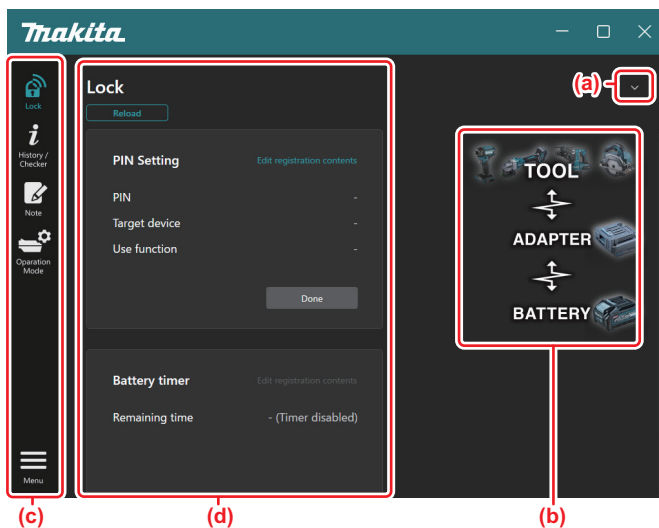 Makita
(a)
Lock
Reload
Lock
History /
Checker
Note
Oparation
Mode
Menu
PIN Setting
Edit registration contents
PIN -
Target device -
Use function -
Done
Battery timer
Edit registration contents
Remaining time - (Timer disabled)
TOOL
ADAPTER
BATTERY
(c)
(d)
(b)